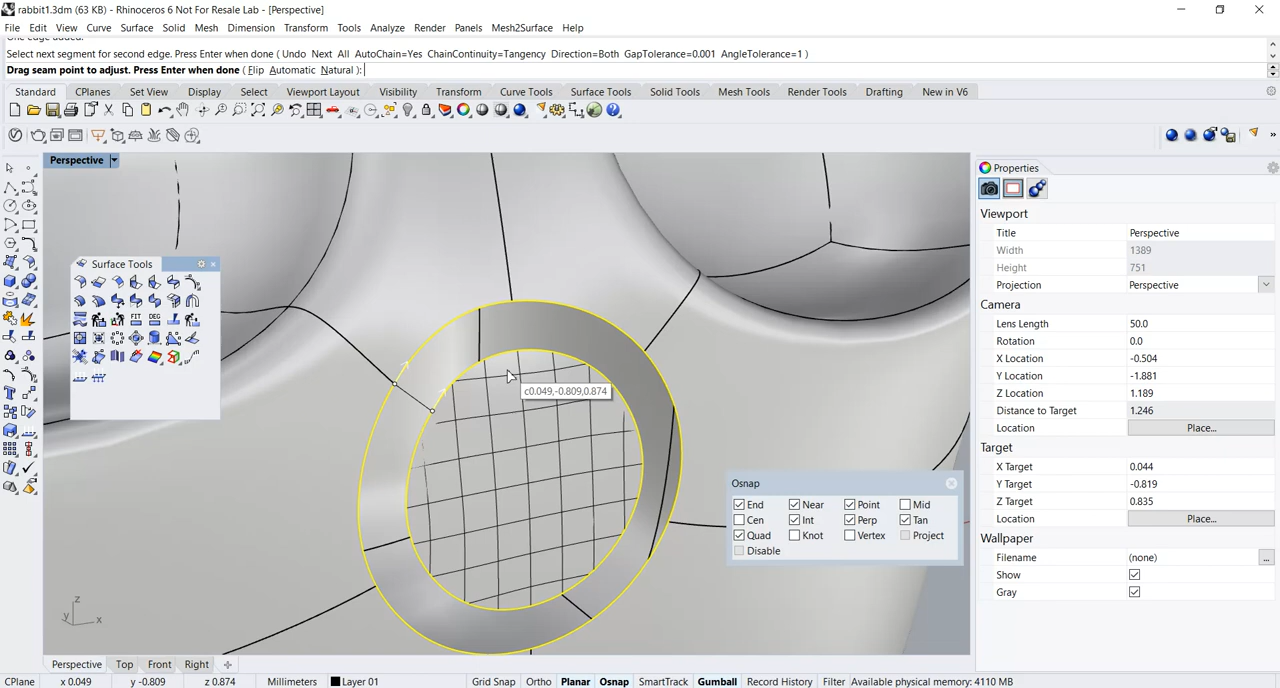 rabbit1.3dm (63 KB) - Rhinoceros 6 Not For Resale Lab - [Perspective]
File Edit View Curve Surface Solid Mesh Dimension Transform Tools Analyze Render Panels Mesh2Surface Help
One edge added.
Select next segment for second edge. Press Enter when done ( Undo Next All AutoChain=Yes ChainContinuity=Tangency Direction=Both GapTolerance=0.001 AngleTolerance=1 )
Drag seam point to adjust. Press Enter when done ( Flip Automatic Natural ):
Standard CPlanes Set View Display Select Viewport Layout Visibility Transform Curve Tools Surface Tools Solid Tools Mesh Tools Render Tools Drafting New in V6
Perspective
Surface Tools
FIT DEG
c0.049,-0.809,0.874
z
y x
Osnap
End Near Point Mid
Cen Int Perp Tan
Quad Knot Vertex Project
Disable
Properties
Viewport
Title Perspective
Width 1389
Height 751
Projection Perspective
Camera
Lens Length 50.0
Rotation 0.0
X Location -0.504
Y Location -1.881
Z Location 1.189
Distance to Target 1.246
Location Place...
Target
X Target 0.044
Y Target -0.819
Z Target 0.835
Location Place...
Wallpaper
Filename (none) ...
Show
Gray
Perspective Top Front Right
CPlane x 0.049 y -0.809 z 0.874 Millimeters Layer 01 Grid Snap Ortho Planar Osnap SmartTrack Gumball Record History Filter Available physical memory: 4110 MB